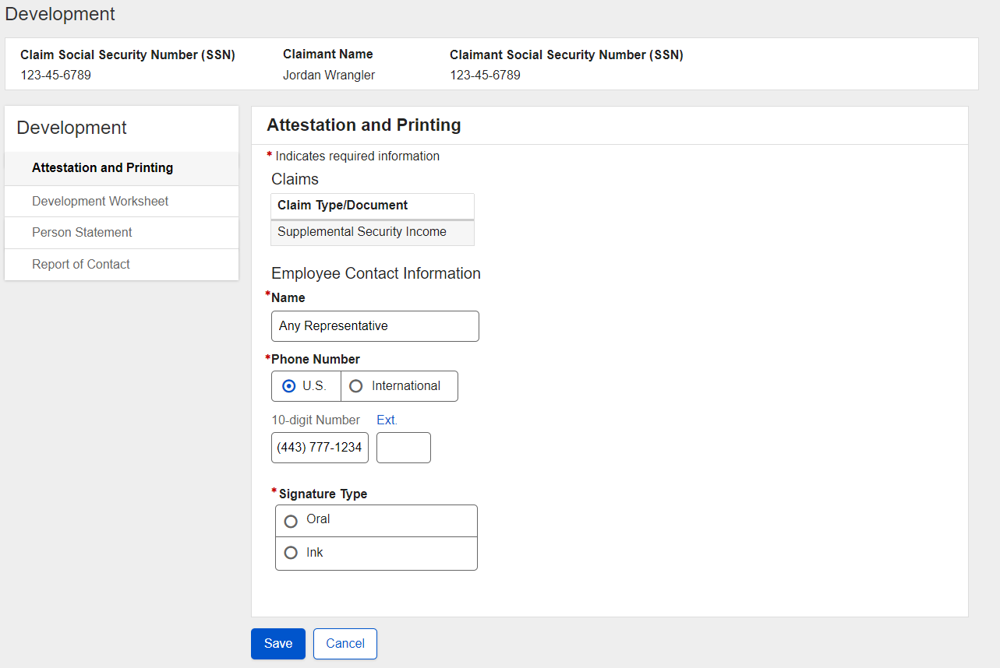 Development
Claim Social Security Number (SSN)
123-45-6789
Claimant Name
Jordan Wrangler
Claimant Social Security Number (SSN)
123-45-6789
Development
Attestation and Printing
Development Worksheet
Person Statement
Report of Contact
Attestation and Printing
* Indicates required information
Claims
Claim Type/Document
Supplemental Security Income
Employee Contact Information
*Name
Any Representative
*Phone Number
U.S. International
10-digit Number Ext.
(443) 777-1234
* Signature Type
Oral
Ink
Save Cancel